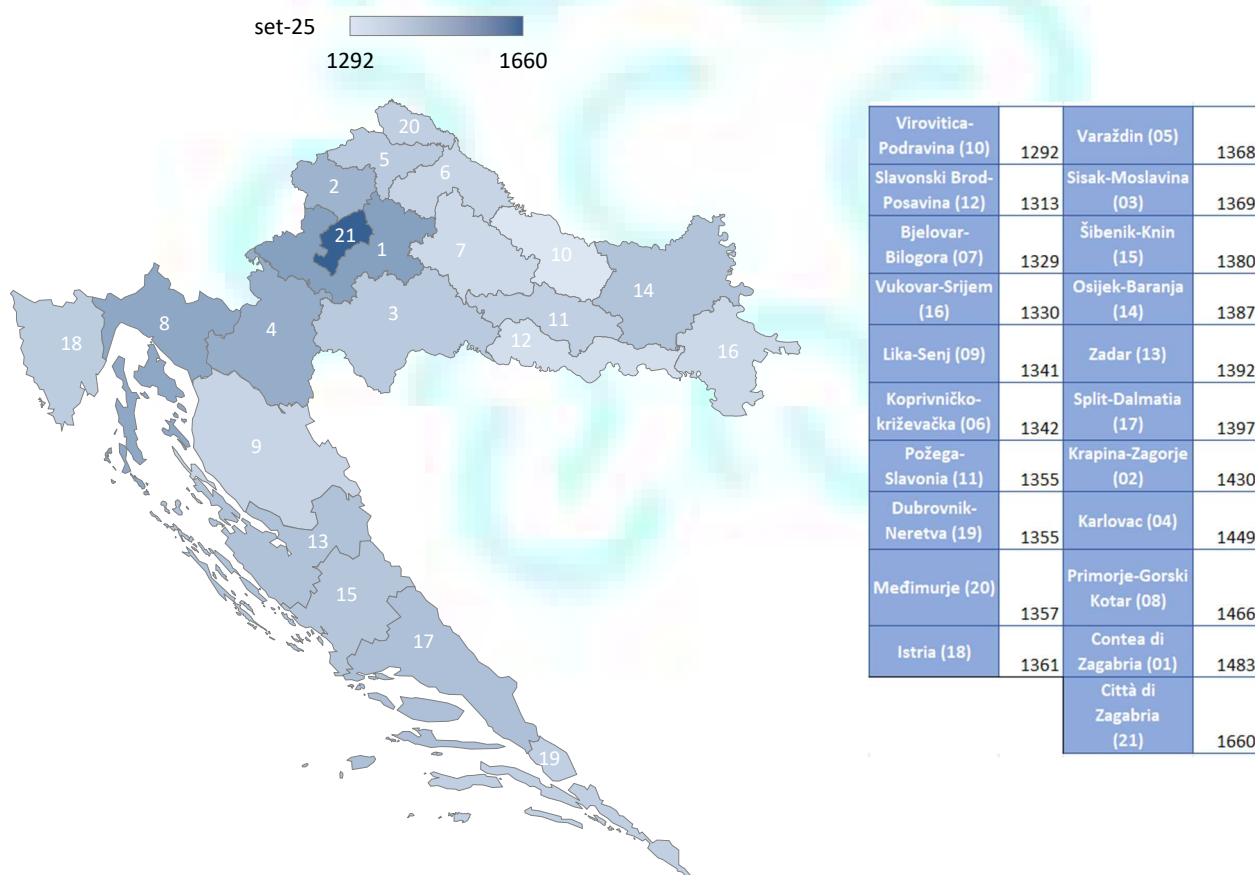 set-25
1292 1660
20
5
6
2
21
1
7
10
14
3
11
12
16
18
8
4
9
13
15
17
19
Virovitica-
Podravina (10)
1292
Varaždin (05)
1368
Slavonski Brod-
Posavina (12)
1313
Sisak-Moslavina
(03)
1369
Bjelovar-
Bilogora (07)
1329
Šibenik-Knin
(15)
1380
Vukovar-Srijem
(16)
1330
Osijek-Baranja
(14)
1387
Lika-Senj (09)
1341
Zadar (13)
1392
Koprivničko-
križevačka (06)
1342
Split-Dalmatia
(17)
1397
Požega-
Slavonia (11)
1355
Krapina-Zagorje
(02)
1430
Dubrovnik-
Neretva (19)
1355
Karlovac (04)
1449
Međimurje (20)
1357
Primorje-Gorski
Kotar (08)
1466
Istria (18)
1361
Contea di
Zagabria (01)
1483
Città di
Zagabria
(21)
1660